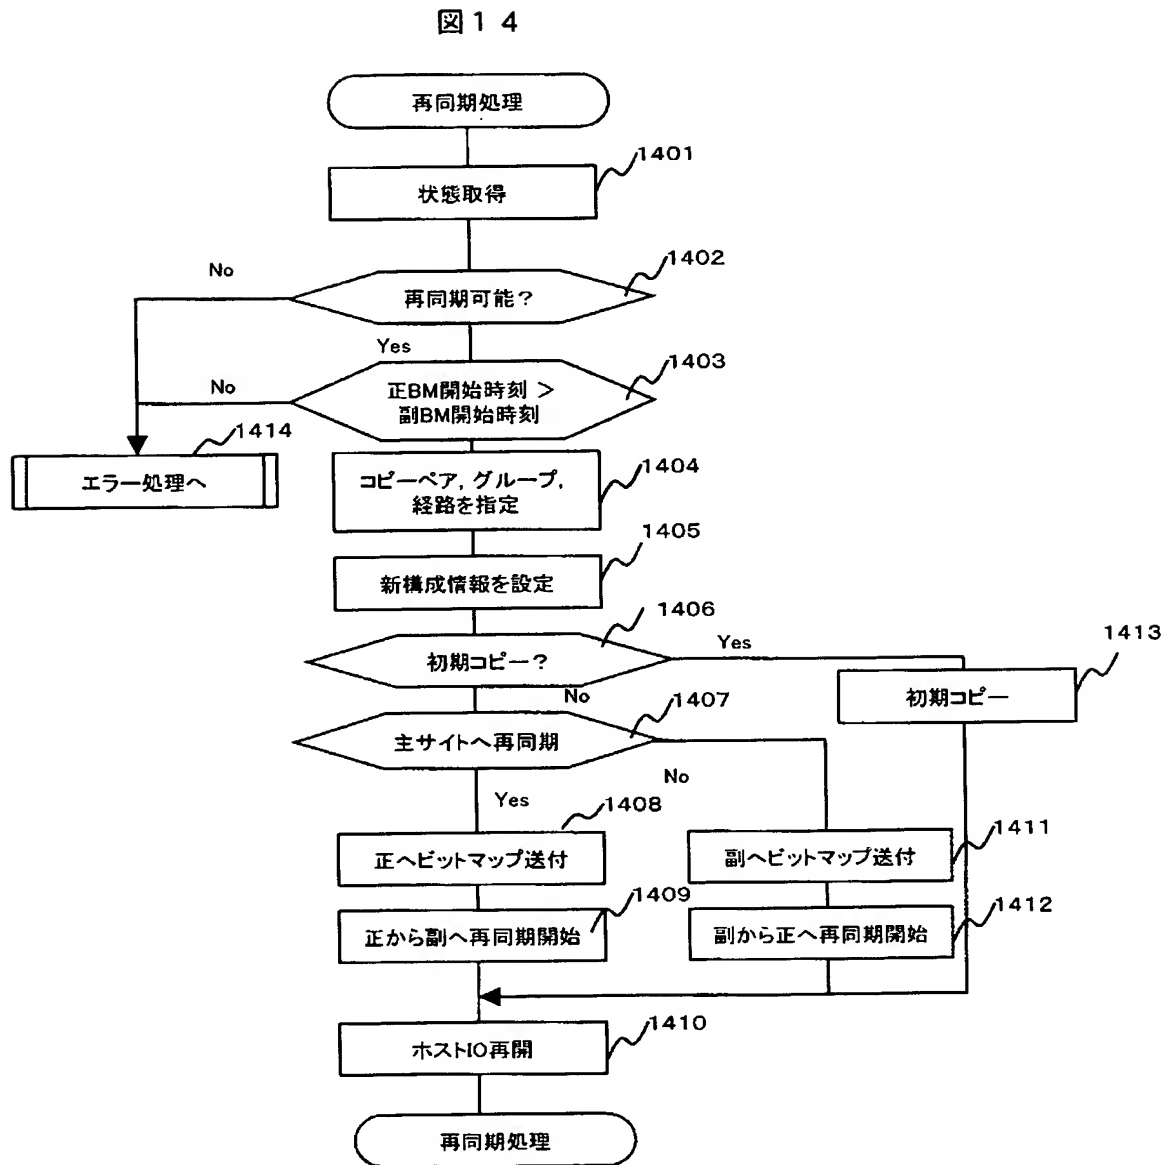 図14
再同期処理
1401
状態取得
1402
No
再同期可能?
Yes
1403
No
正BM開始時刻 >
副BM開始時刻
1414
エラー処理へ
1404
コピーペア,グループ,
経路を指定
1405
新構成情報を設定
1406
初期コピー?
Yes
1413
初期コピー
No
1407
主サイトへ再同期
No
Yes
1408
正へビットマップ送付
1411
副へビットマップ送付
1409
正から副へ再同期開始
1412
副から正へ再同期開始
1410
ホストIO再開
再同期処理